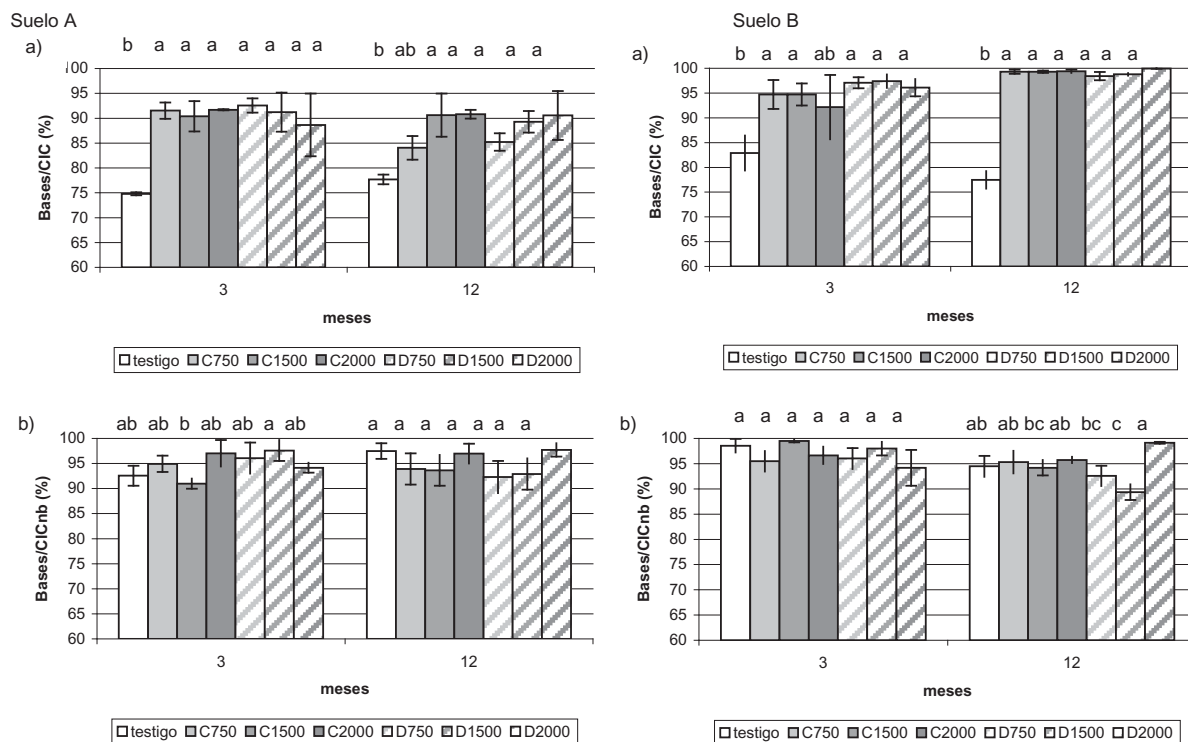 Suelo A
a)
b a a a a a a b ab a a a a a
100
95
90
85
80
75
70
65
60
Bases/CIC (%)
3 12
meses
testigo C750 C1500 C2000 D750 D1500 D2000
Suelo B
a)
b a a ab a a a b a a a a a a
100
95
90
85
80
75
70
65
60
Bases/CIC (%)
3 12
meses
testigo C750 C1500 C2000 D750 D1500 D2000
b)
ab ab b ab ab a ab a a a a a a
100
95
90
85
80
75
70
65
60
Bases/CICnb (%)
3 12
meses
testigo C750 C1500 C2000 D750 D1500 D2000
b)
a a a a a a a ab ab bc ab bc c a
100
95
90
85
80
75
70
65
60
Bases/CICnb (%)
3 12
meses
testigo C750 C1500 C2000 D750 D1500 D2000